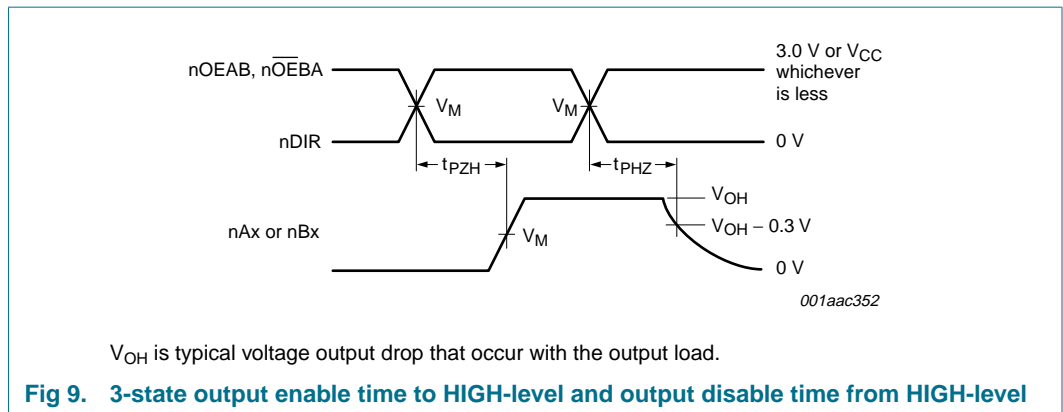 nOEAB, nOEBA
3.0 V or VCC
whichever
is less
VM
VM
nDIR
0 V
tPZH
tPHZ
VOH
VOH − 0.3 V
nAx or nBx
VM
0 V
001aac352
VOH is typical voltage output drop that occur with the output load.
Fig 9. 3-state output enable time to HIGH-level and output disable time from HIGH-level